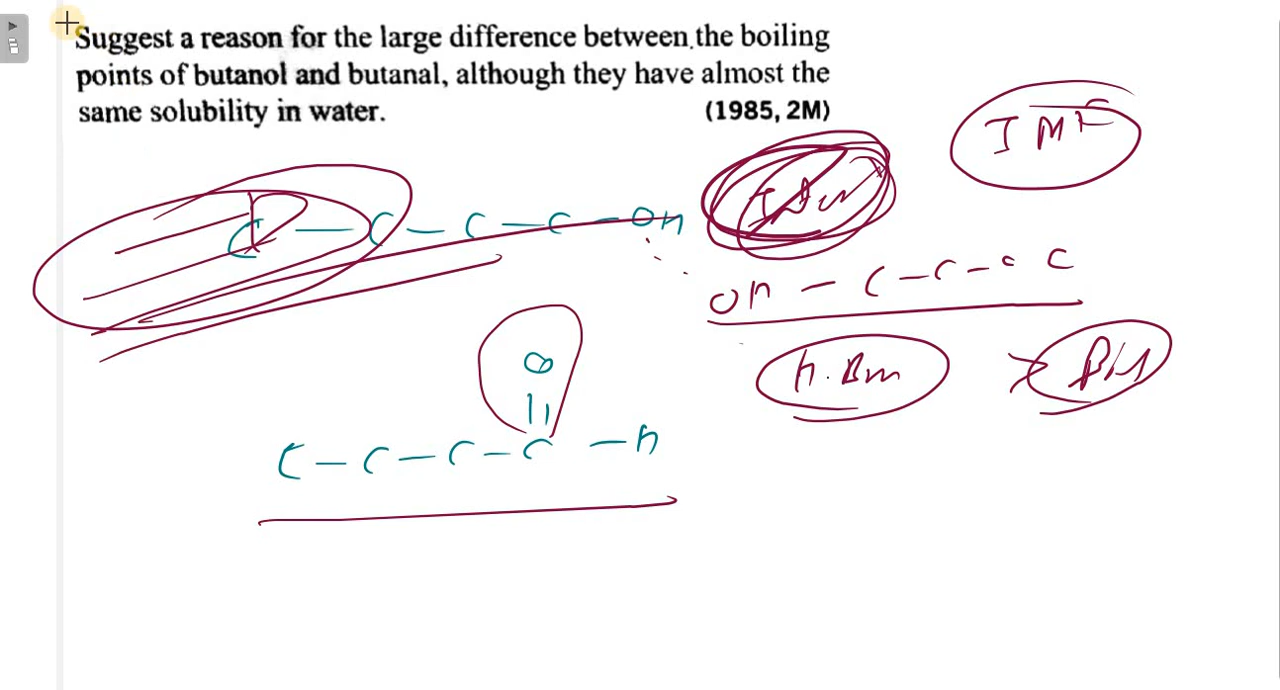 Suggest a reason for the large difference between the boiling
points of butanol and butanal, although they have almost the
same solubility in water.
(1985, 2M)
IMF
C - C - C - C - OH
OH - C - C - C C
O
||
C - C - C - C - H